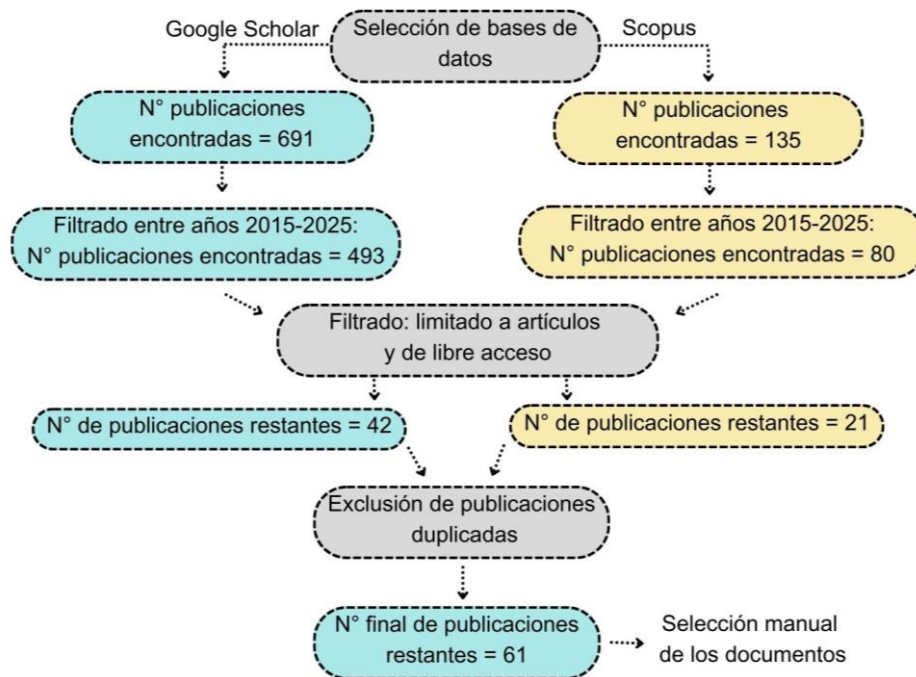 Google Scholar
Selección de bases de
datos
Scopus
N° publicaciones
encontradas = 691
N° publicaciones
encontradas = 135
Filtrado entre años 2015-2025:
N° publicaciones encontradas = 493
Filtrado entre años 2015-2025:
N° publicaciones encontradas = 80
Filtrado: limitado a artículos
y de libre acceso
N° de publicaciones restantes = 42
N° de publicaciones restantes = 21
Exclusión de publicaciones
duplicadas
N° final de publicaciones
restantes = 61
Selección manual
de los documentos